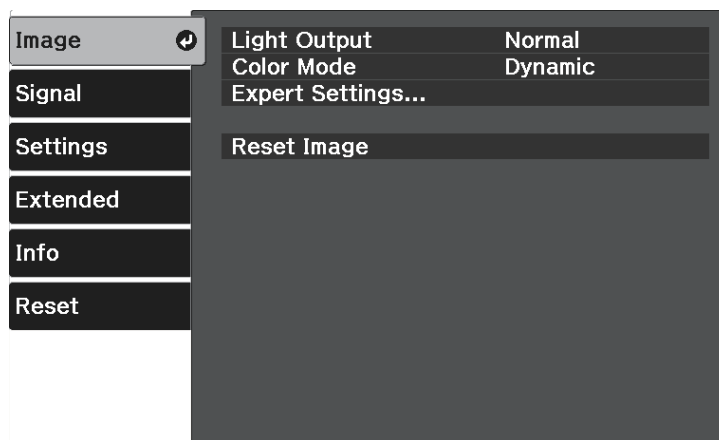 Image
Signal
Settings
Extended
Info
Reset
Light Output Normal
Color Mode Dynamic
Expert Settings...
Reset Image